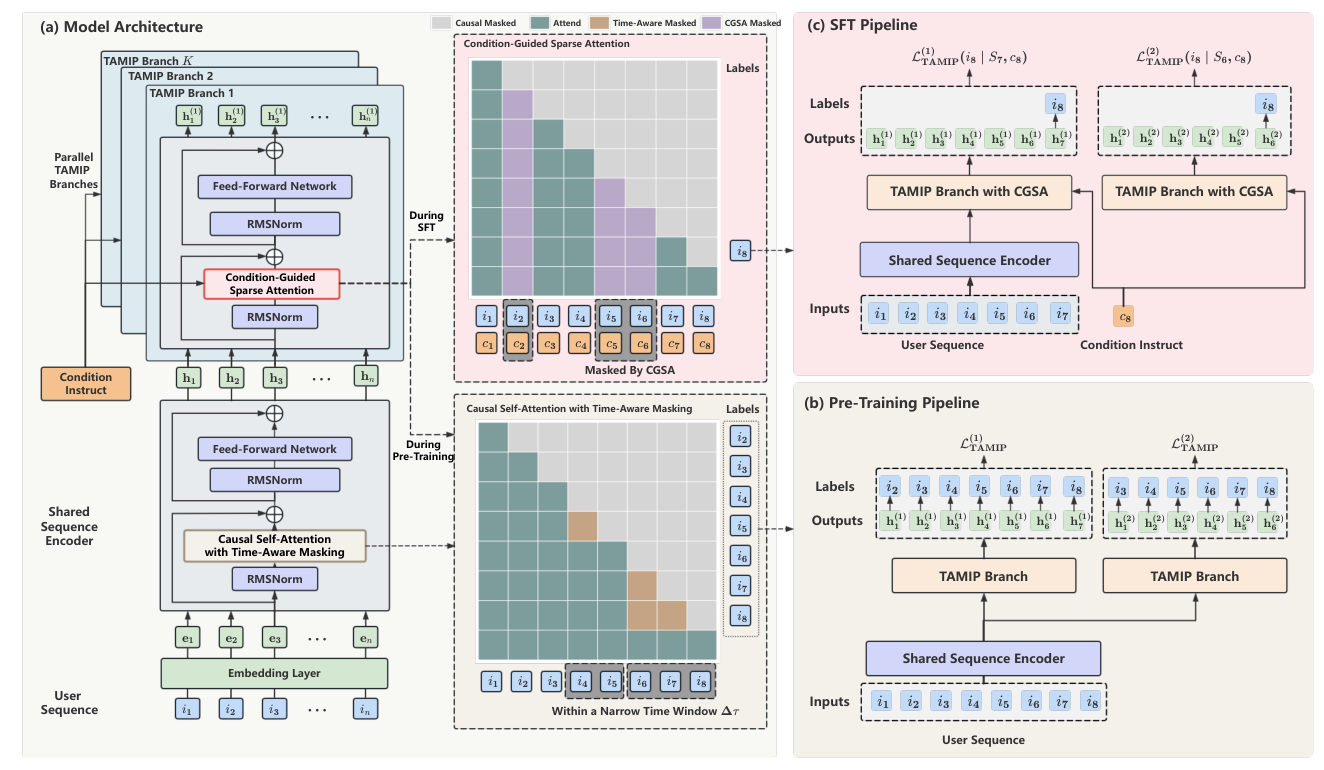 (a) Model Architecture
Causal Masked
Attend
Time-Aware Masked
CGSA Masked
TAMIP Branch K
TAMIP Branch 2
TAMIP Branch 1
h₁⁽¹⁾ h₂⁽¹⁾ h₃⁽¹⁾ ··· hₙ⁽¹⁾
Parallel
TAMIP
Branches
Feed-Forward Network
RMSNorm
Condition-Guided
Sparse Attention
RMSNorm
Condition
Instruct
h₁ h₂ h₃ ··· hₙ
Feed-Forward Network
RMSNorm
Shared
Sequence
Encoder
Causal Self-Attention
with Time-Aware Masking
RMSNorm
e₁ e₂ e₃ ··· eₙ
Embedding Layer
User
Sequence
i₁ i₂ i₃ ··· iₙ
During
SFT
During
Pre-Training
Condition-Guided Sparse Attention
Labels
i₈
i₁ i₂ i₃ i₄ i₅ i₆ i₇ i₈
c₁ c₂ c₃ c₄ c₅ c₆ c₇ c₈
Masked By CGSA
Causal Self-Attention with Time-Aware Masking
Labels
i₂
i₃
i₄
i₅
i₆
i₇
i₈
i₁ i₂ i₃ i₄ i₅ i₆ i₇ i₈
Within a Narrow Time Window Δτ
(c) SFT Pipeline
ℒ_TAMIP⁽¹⁾(i₈ | S₇, c₈)
ℒ_TAMIP⁽²⁾(i₈ | S₆, c₈)
Labels
i₈
i₈
Outputs
h₁⁽¹⁾ h₂⁽¹⁾ h₃⁽¹⁾ h₄⁽¹⁾ h₅⁽¹⁾ h₆⁽¹⁾ h₇⁽¹⁾
h₁⁽²⁾ h₂⁽²⁾ h₃⁽²⁾ h₄⁽²⁾ h₅⁽²⁾ h₆⁽²⁾
TAMIP Branch with CGSA
TAMIP Branch with CGSA
Shared Sequence Encoder
Inputs
i₁ i₂ i₃ i₄ i₅ i₆ i₇
c₈
User Sequence
Condition Instruct
(b) Pre-Training Pipeline
ℒ_TAMIP⁽¹⁾
ℒ_TAMIP⁽²⁾
Labels
i₂ i₃ i₄ i₅ i₆ i₇ i₈
i₃ i₄ i₅ i₆ i₇ i₈
Outputs
h₁⁽¹⁾ h₂⁽¹⁾ h₃⁽¹⁾ h₄⁽¹⁾ h₅⁽¹⁾ h₆⁽¹⁾ h₇⁽¹⁾
h₁⁽²⁾ h₂⁽²⁾ h₃⁽²⁾ h₄⁽²⁾ h₅⁽²⁾ h₆⁽²⁾
TAMIP Branch
TAMIP Branch
Shared Sequence Encoder
Inputs
i₁ i₂ i₃ i₄ i₅ i₆ i₇ i₈
User Sequence